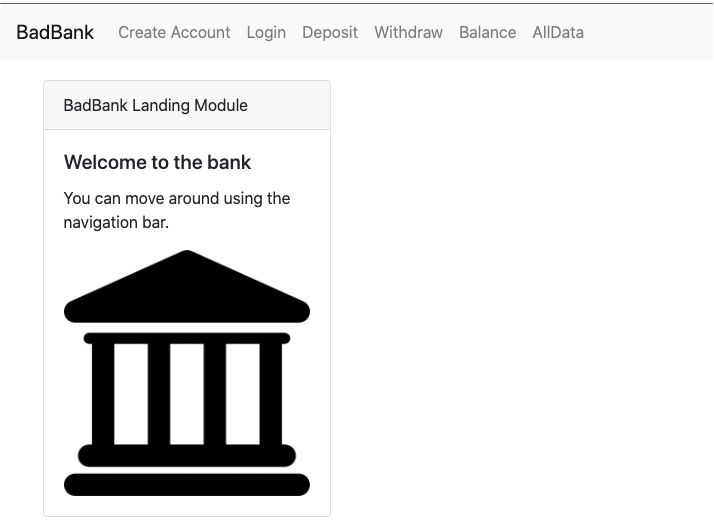 BadBank Create Account Login Deposit Withdraw Balance AllData
BadBank Landing Module
Welcome to the bank
You can move around using the
navigation bar.